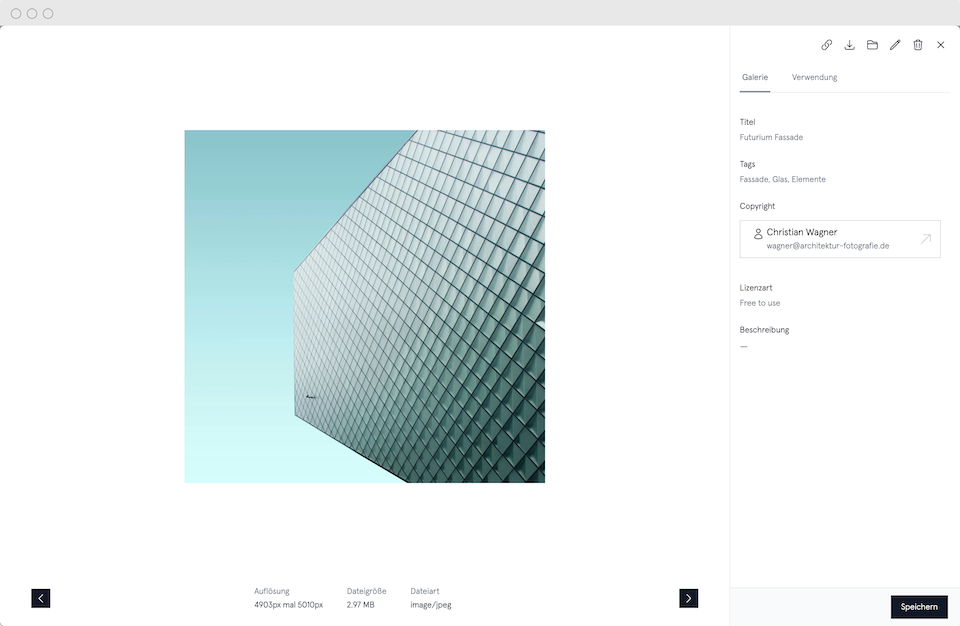 Galerie Verwendung
Titel
Futurium Fassade
Tags
Fassade, Glas, Elemente
Copyright
Christian Wagner
wagner@architektur-fotografie.de
Lizenzart
Free to use
Beschreibung
—
Auflösung Dateigröße Dateiart
4903px mal 5010px 2.97 MB image/jpeg
Speichern